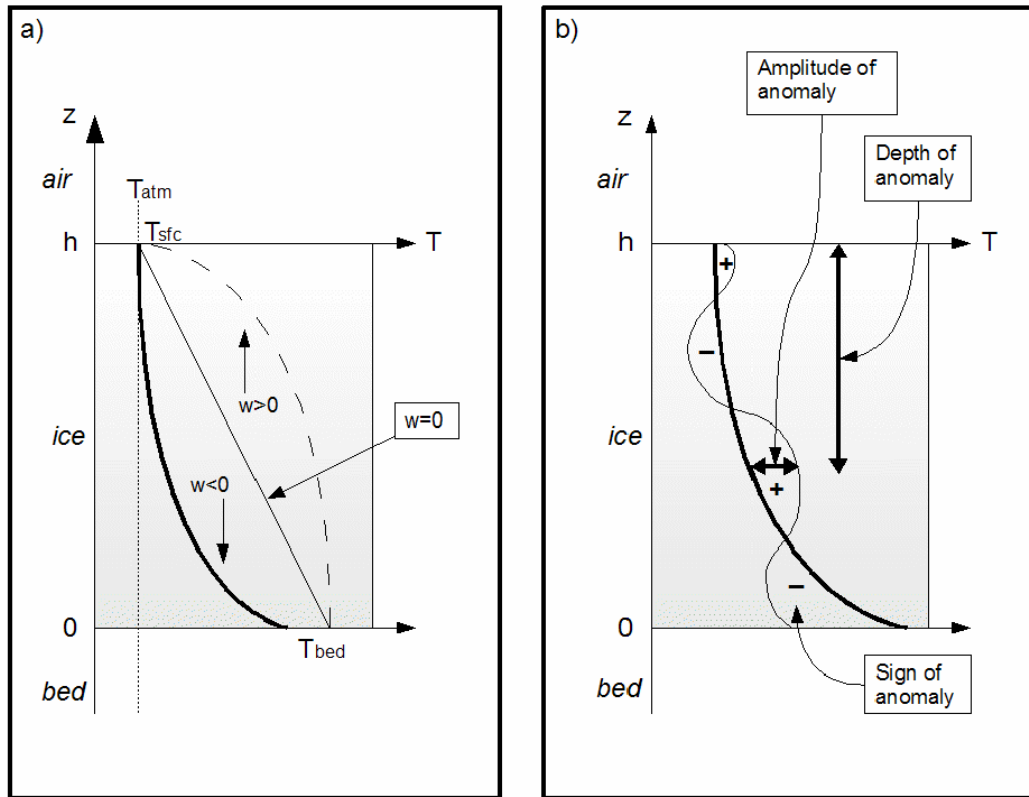 a)
z
air
Tatm
Tsfc
h
T
w>0
w=0
ice
w<0
0
Tbed
bed
b)
Amplitude of
anomaly
z
Depth of
anomaly
air
h
T
+
−
ice
+
−
0
bed
Sign of
anomaly